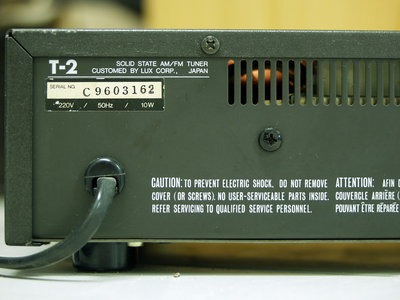 T-2
SOLID STATE AM/FM TUNER
CUSTOMED BY LUX CORP., JAPAN
SERIAL NO.
C9603162
220V / 50Hz / 10W
CAUTION: TO PREVENT ELECTRIC SHOCK. DO NOT REMOVE
COVER (OR SCREWS). NO USER-SERVICEABLE PARTS INSIDE.
REFER SERVICING TO QUALIFIED SERVICE PERSONNEL.
ATTENTION: AFIN
COUVERCLE ARRIÈRE
POUVANT ÊTRE RÉPARÉE